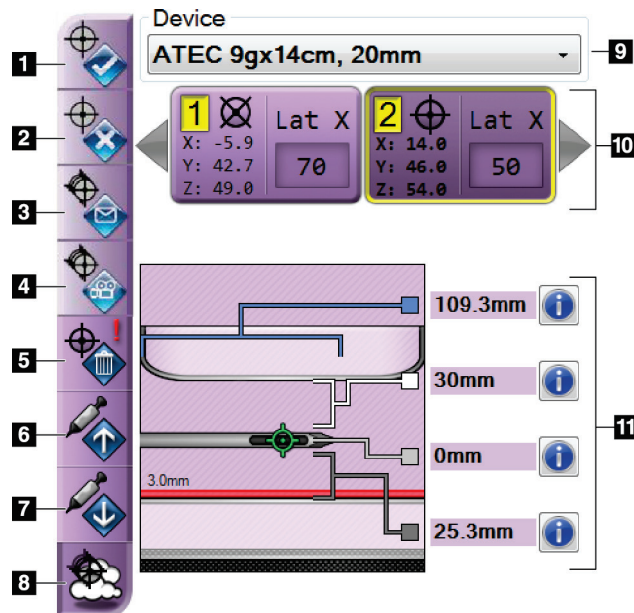 Device
ATEC 9gx14cm, 20mm
1
2
3
4
5
6
7
8
9
10
11
1
Lat X
X: -5.9
Y: 42.7
Z: 49.0
70
2
Lat X
X: 14.0
Y: 46.0
Z: 54.0
50
!
109.3mm
i
30mm
i
0mm
i
3.0mm
25.3mm
i